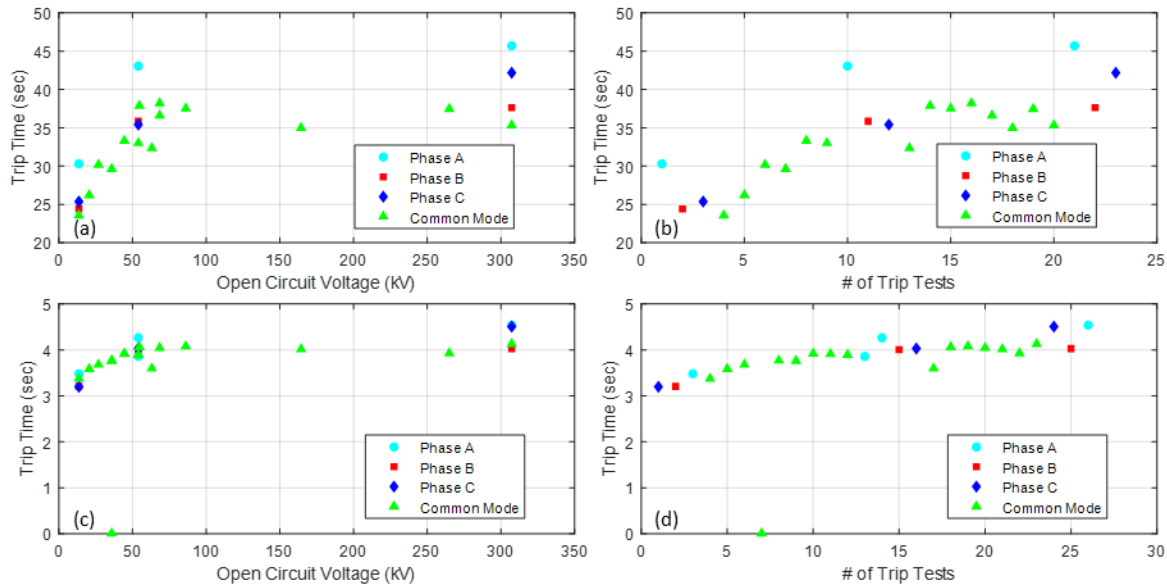 50
45
40
35
30
25
20
Trip Time (sec)
(a)
Phase A
Phase B
Phase C
Common Mode
0 50 100 150 200 250 300 350
Open Circuit Voltage (kV)
50
45
40
35
30
25
20
Trip Time (sec)
(b)
Phase A
Phase B
Phase C
Common Mode
0 5 10 15 20 25
# of Trip Tests
5
4
3
2
1
0
Trip Time (sec)
(c)
Phase A
Phase B
Phase C
Common Mode
0 50 100 150 200 250 300 350
Open Circuit Voltage (kV)
5
4
3
2
1
0
Trip Time (sec)
(d)
Phase A
Phase B
Phase C
Common Mode
0 5 10 15 20 25 30
# of Trip Tests